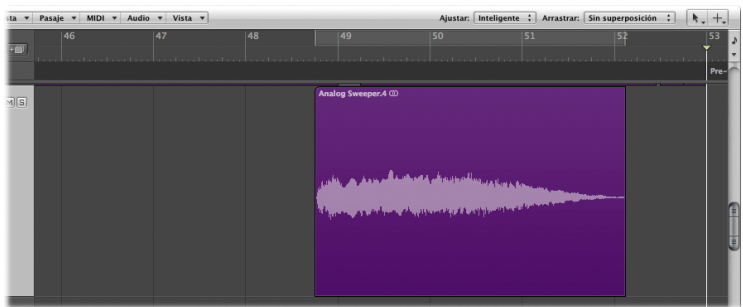 Pasaje MIDI Audio Vista Ajustar: Inteligente Arrastrar: Sin superposición
46 47 48 49 50 51 52 53
Pre-
M S
Analog Sweeper.4